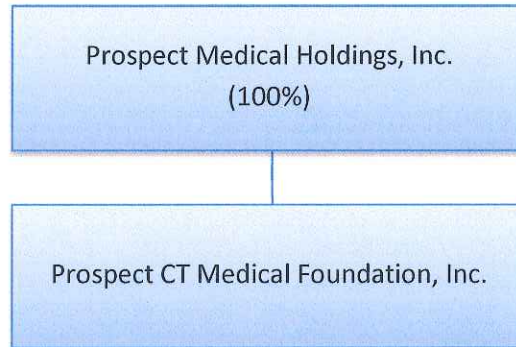 Prospect Medical Holdings, Inc.
(100%)
Prospect CT Medical Foundation, Inc.